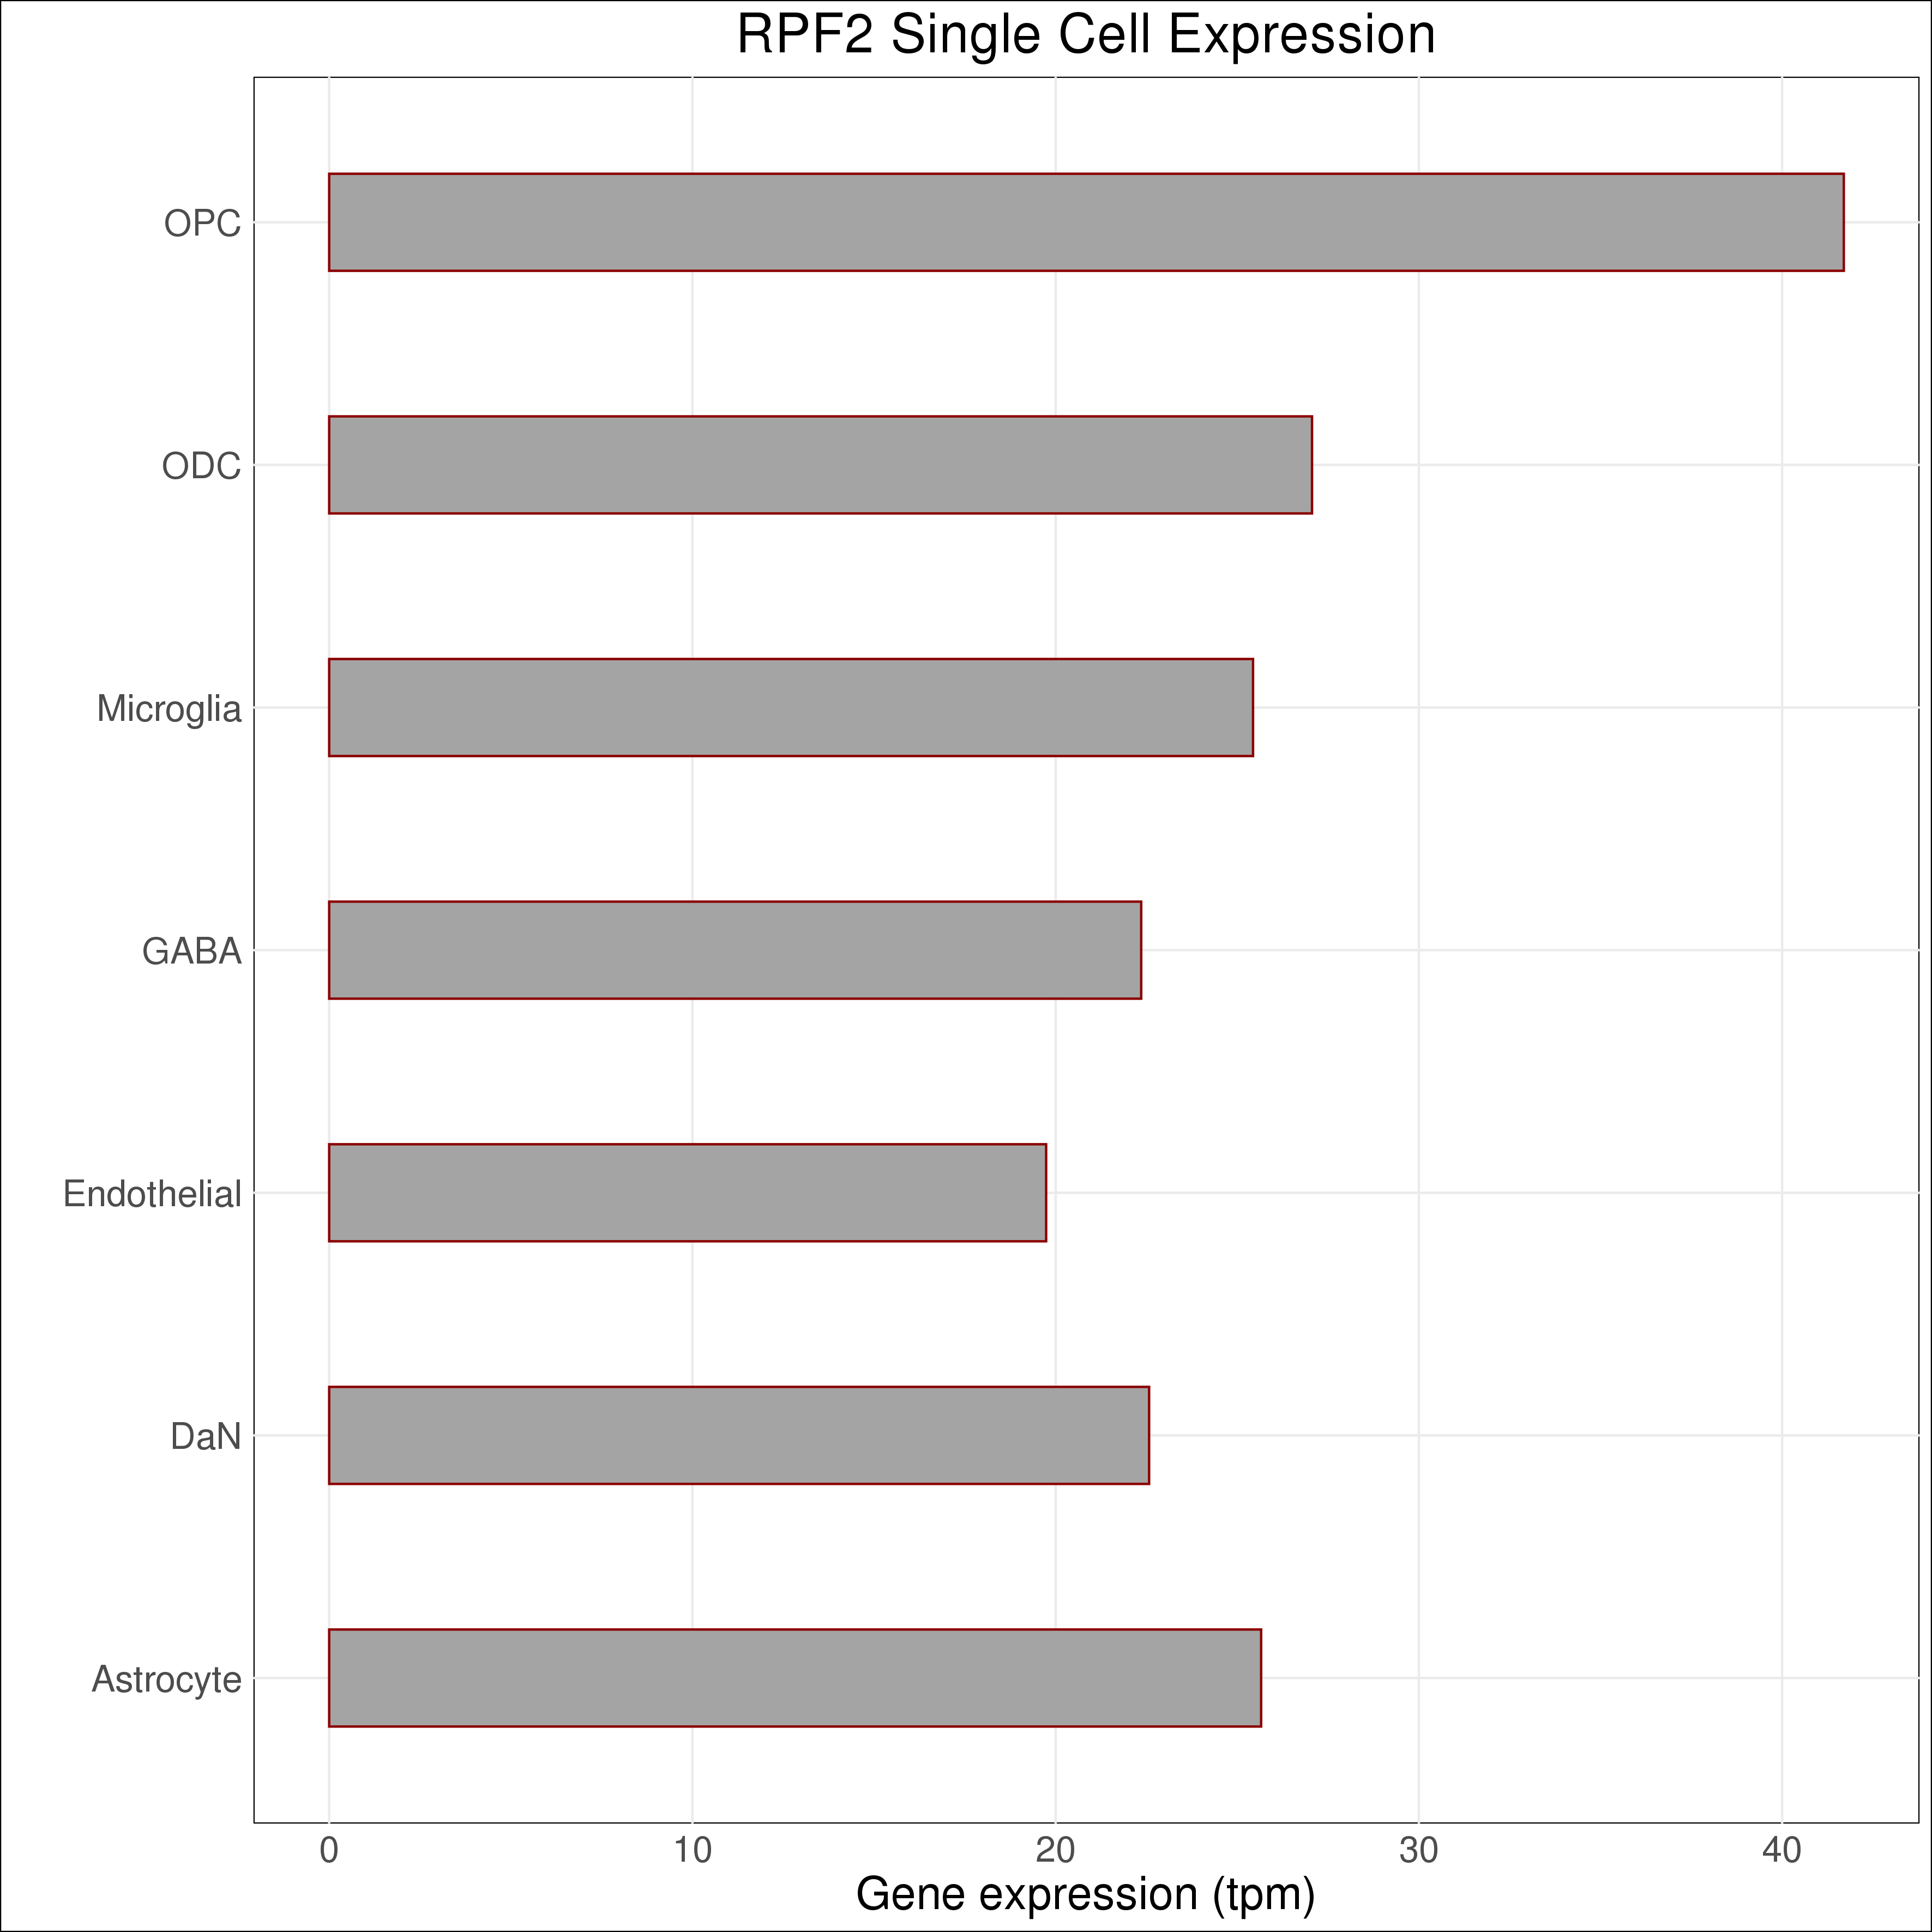 RPF2 Single Cell Expression
OPC
ODC
Microglia
GABA
Endothelial
DaN
Astrocyte
0 10 20 30 40
Gene expression (tpm)